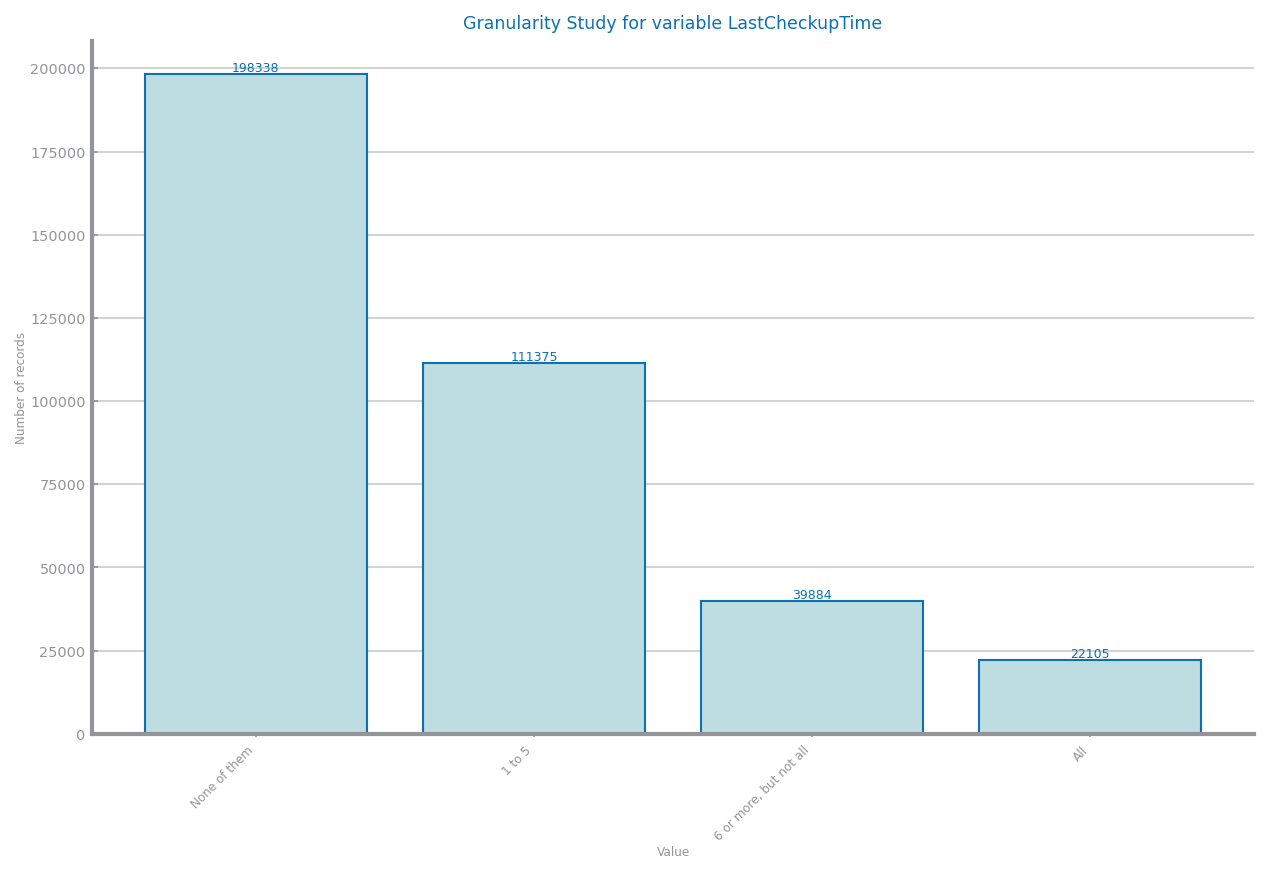 Granularity Study for variable LastCheckupTime
Number of records
200000
175000
150000
125000
100000
75000
50000
25000
0
198338
111375
39884
22105
None of them
1 to 5
6 or more, but not all
All
Value